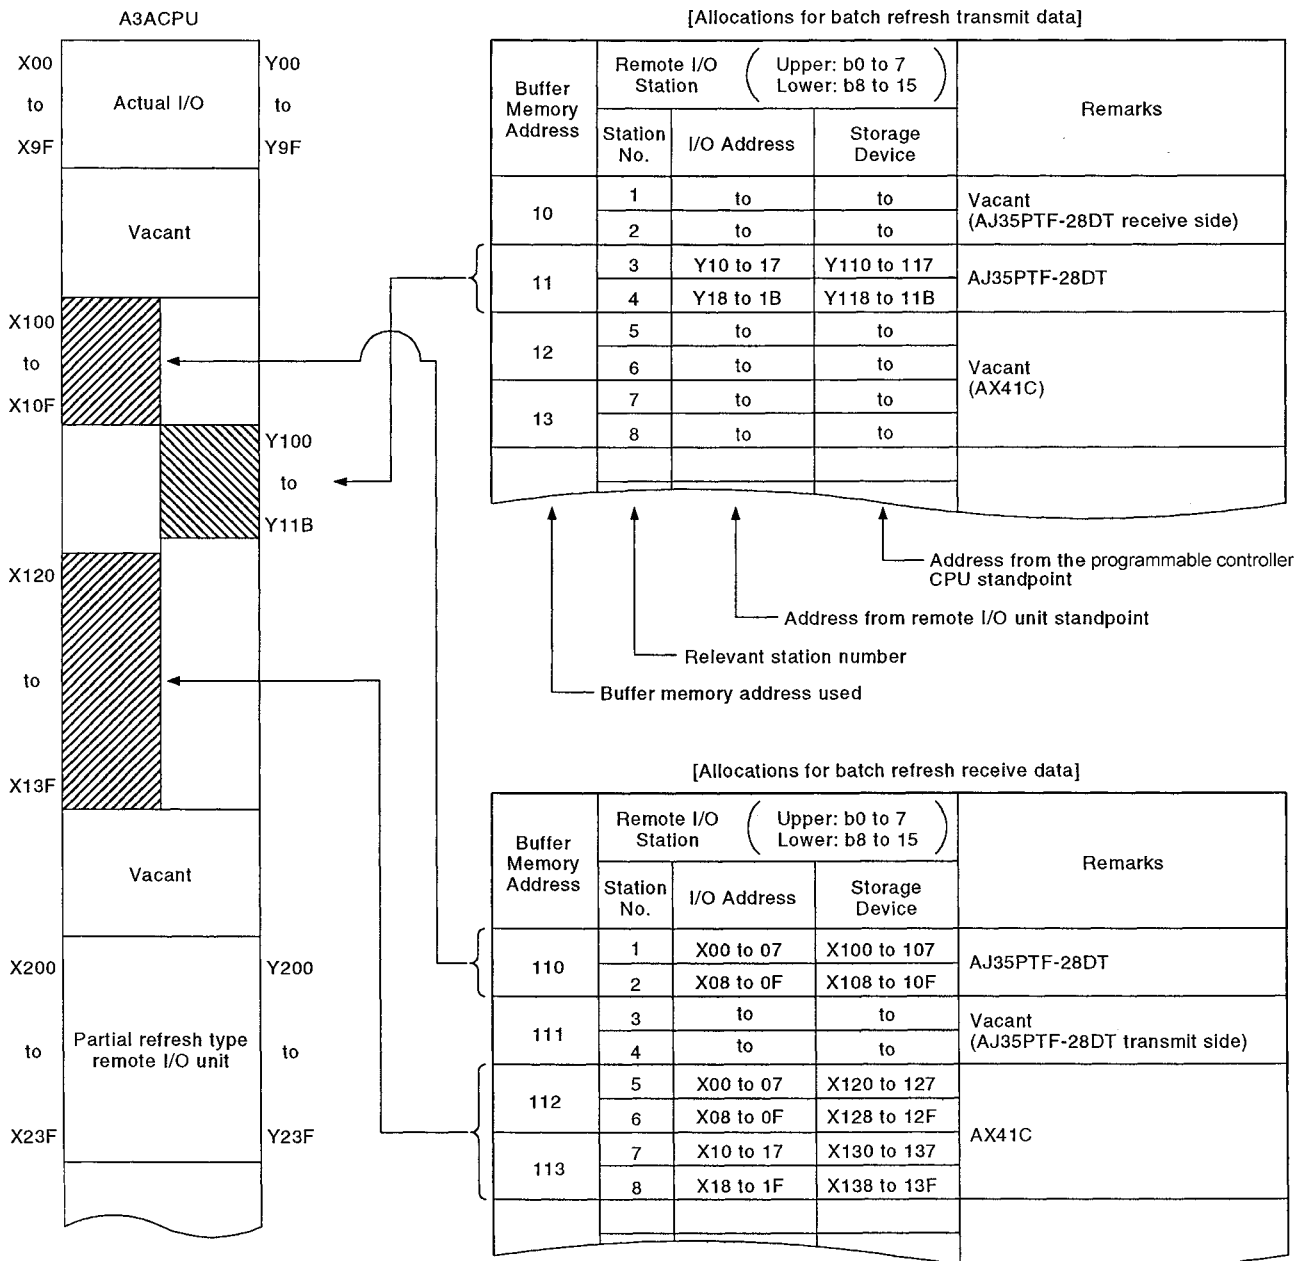 A3ACPU
X00
to
X9F
Actual I/O
Y00
to
Y9F
Vacant
X100
to
X10F
Y100
to
Y11B
X120
to
X13F
Vacant
X200
to
X23F
Partial refresh type
remote I/O unit
Y200
to
Y23F
[Allocations for batch refresh transmit data]
Buffer
Memory
Address
Remote I/O
Station
Upper: b0 to 7
Lower: b8 to 15
Remarks
Station
No.
I/O Address
Storage
Device
10
1 to to
2 to to
Vacant
(AJ35PTF-28DT receive side)
11
3 Y10 to 17 Y110 to 117
4 Y18 to 1B Y118 to 11B
AJ35PTF-28DT
12
5 to to
6 to to
13
7 to to
8 to to
Vacant
(AX41C)
Address from the programmable controller
CPU standpoint
Address from remote I/O unit standpoint
Relevant station number
Buffer memory address used
[Allocations for batch refresh receive data]
Buffer
Memory
Address
Remote I/O
Station
Upper: b0 to 7
Lower: b8 to 15
Remarks
Station
No.
I/O Address
Storage
Device
110
1 X00 to 07 X100 to 107
2 X08 to 0F X108 to 10F
AJ35PTF-28DT
111
3 to to
4 to to
Vacant
(AJ35PTF-28DT transmit side)
112
5 X00 to 07 X120 to 127
6 X08 to 0F X128 to 12F
113
7 X10 to 17 X130 to 137
8 X18 to 1F X138 to 13F
AX41C